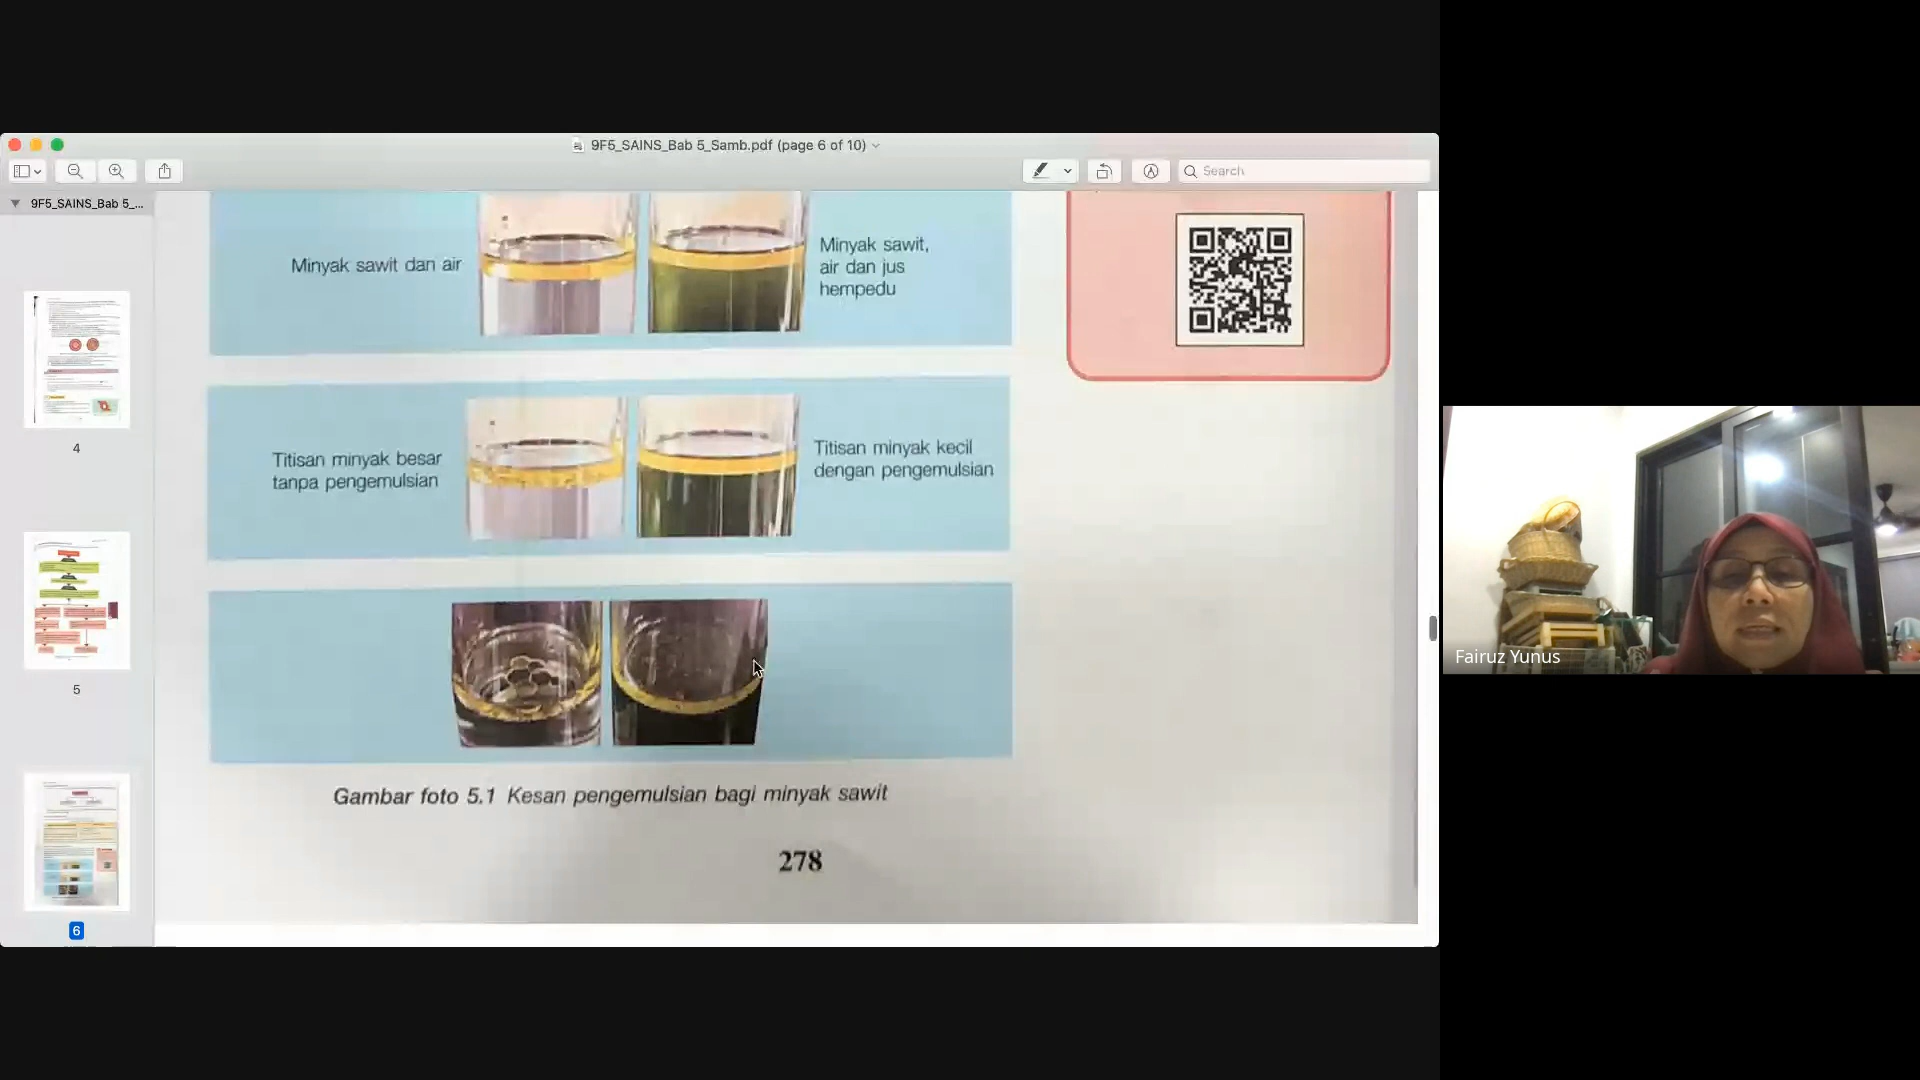 9F5_SAINS_Bab 5_Samb.pdf (page 6 of 10)
Search
9F5_SAINS_Bab 5_...
4
5
6
Minyak sawit dan air
Minyak sawit,
air dan jus
hempedu
Titisan minyak besar
tanpa pengemulsian
Titisan minyak kecil
dengan pengemulsian
Gambar foto 5.1 Kesan pengemulsian bagi minyak sawit
278
Fairuz Yunus